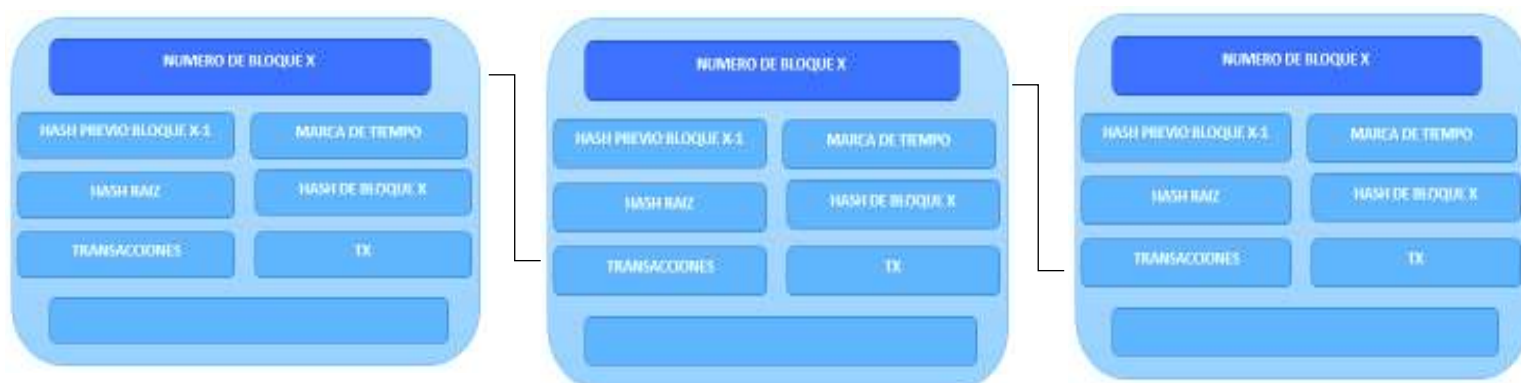 NUMERO DE BLOQUE X
HASH PREVIO BLOQUE X-1
MARCA DE TIEMPO
HASH RAIZ
HASH DE BLOQUE X
TRANSACCIONES
TX
NUMERO DE BLOQUE X
HASH PREVIO BLOQUE X-1
MARCA DE TIEMPO
HASH RAIZ
HASH DE BLOQUE X
TRANSACCIONES
TX
NUMERO DE BLOQUE X
HASH PREVIO BLOQUE X-1
MARCA DE TIEMPO
HASH RAIZ
HASH DE BLOQUE X
TRANSACCIONES
TX